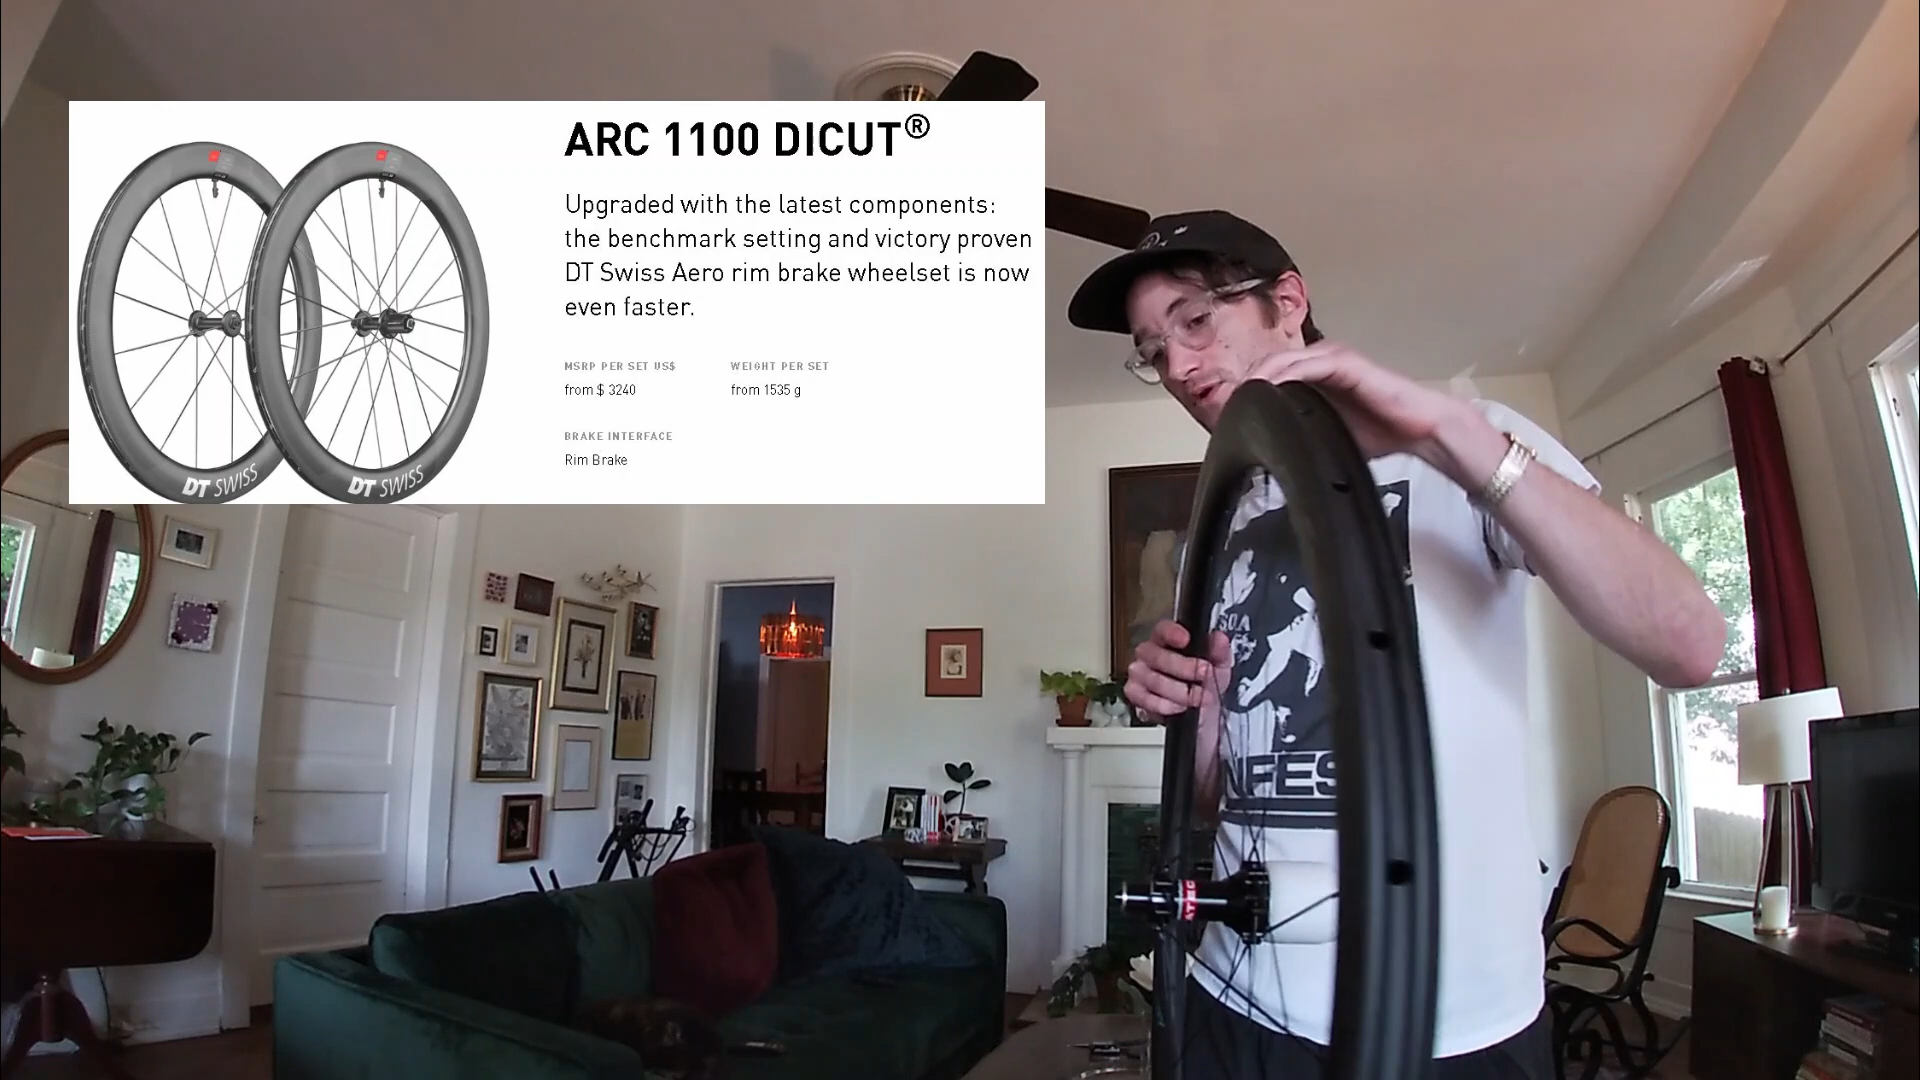 ARC 1100 DICUT®
Upgraded with the latest components:
the benchmark setting and victory proven
DT Swiss Aero rim brake wheelset is now
even faster.
MSRP PER SET US$
WEIGHT PER SET
from $ 3240
from 1535 g
BRAKE INTERFACE
Rim Brake
DT SWISS
DT SWISS
NFES